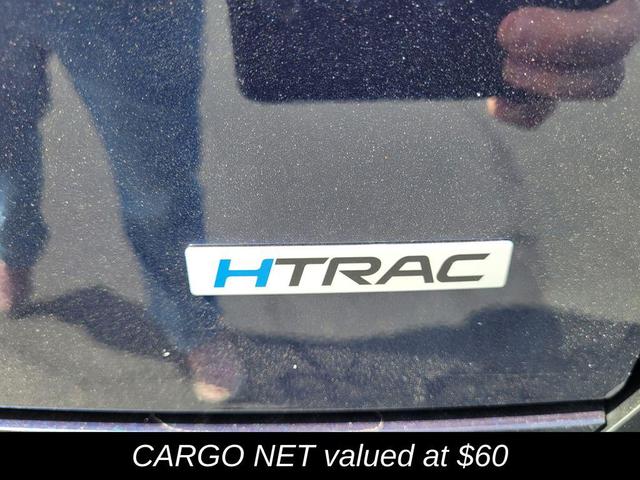 HTRAC
CARGO NET valued at $60